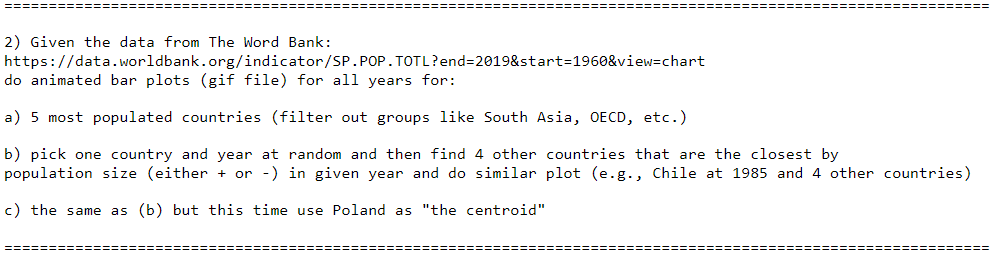 ==============================================================================================================
2) Given the data from The Word Bank:
https://data.worldbank.org/indicator/SP.POP.TOTL?end=2019&start=1960&view=chart
do animated bar plots (gif file) for all years for:
a) 5 most populated countries (filter out groups like South Asia, OECD, etc.)
b) pick one country and year at random and then find 4 other countries that are the closest by
population size (either + or -) in given year and do similar plot (e.g., Chile at 1985 and 4 other countries)
c) the same as (b) but this time use Poland as "the centroid"
==============================================================================================================